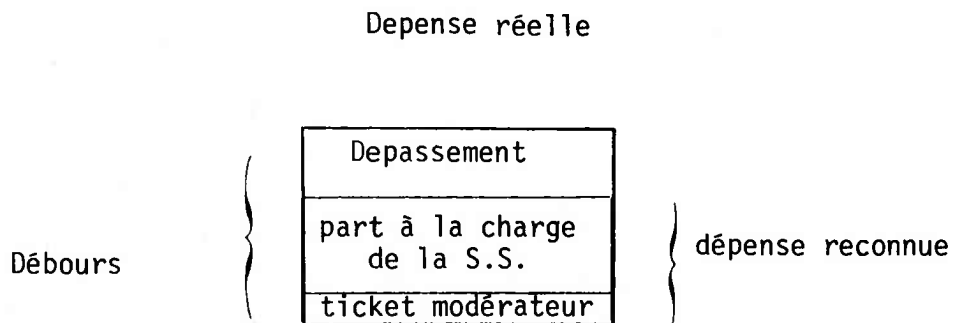 Depense réelle
Depassement
part à la charge
de la S.S.
dépense reconnue
Débours
ticket modérateur